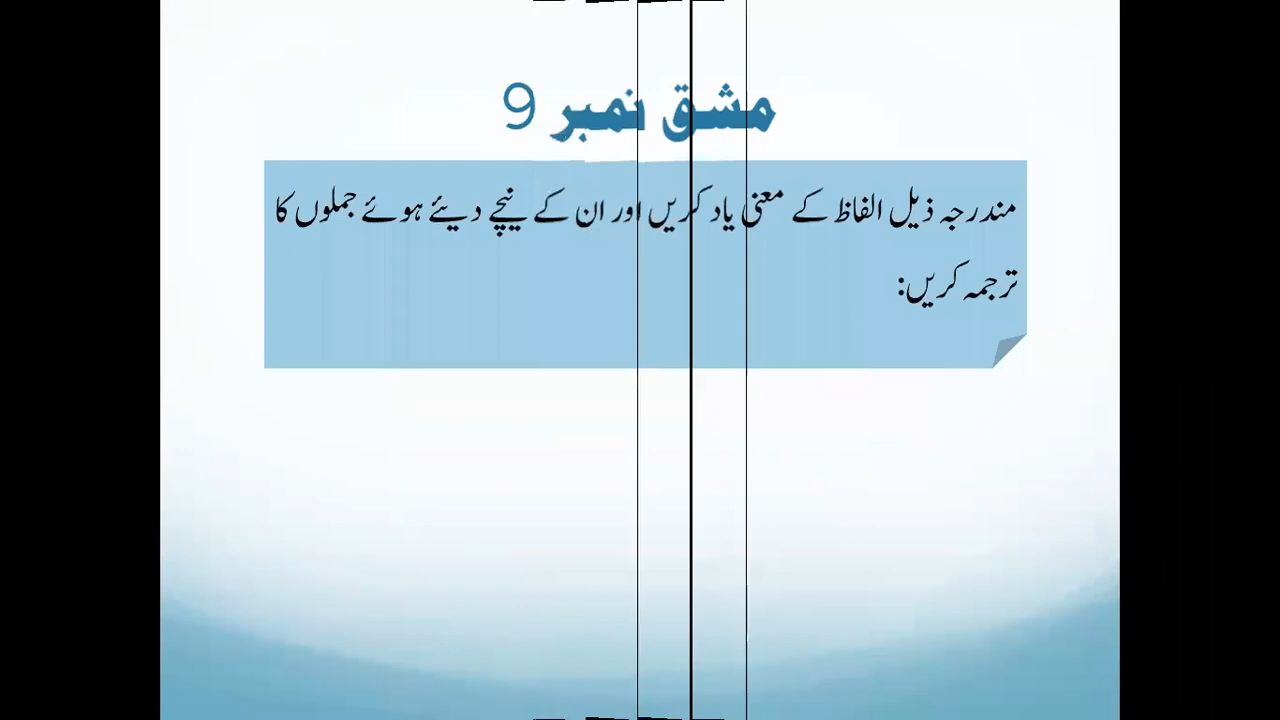 مشق نمبر 9
مندرجہ ذیل الفاظ کے معنی یاد کریں اور ان کے نیچے دیئے ہوئے جملوں کا
ترجمہ کریں: